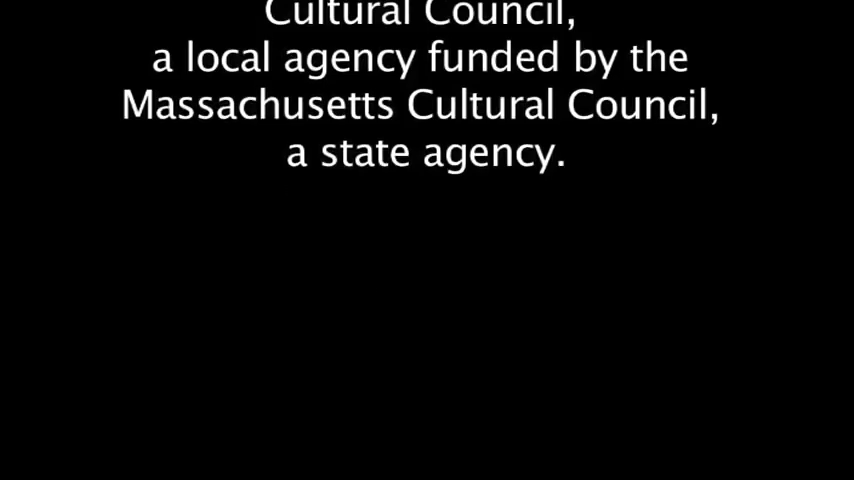 Cultural Council,
a local agency funded by the
Massachusetts Cultural Council,
a state agency.